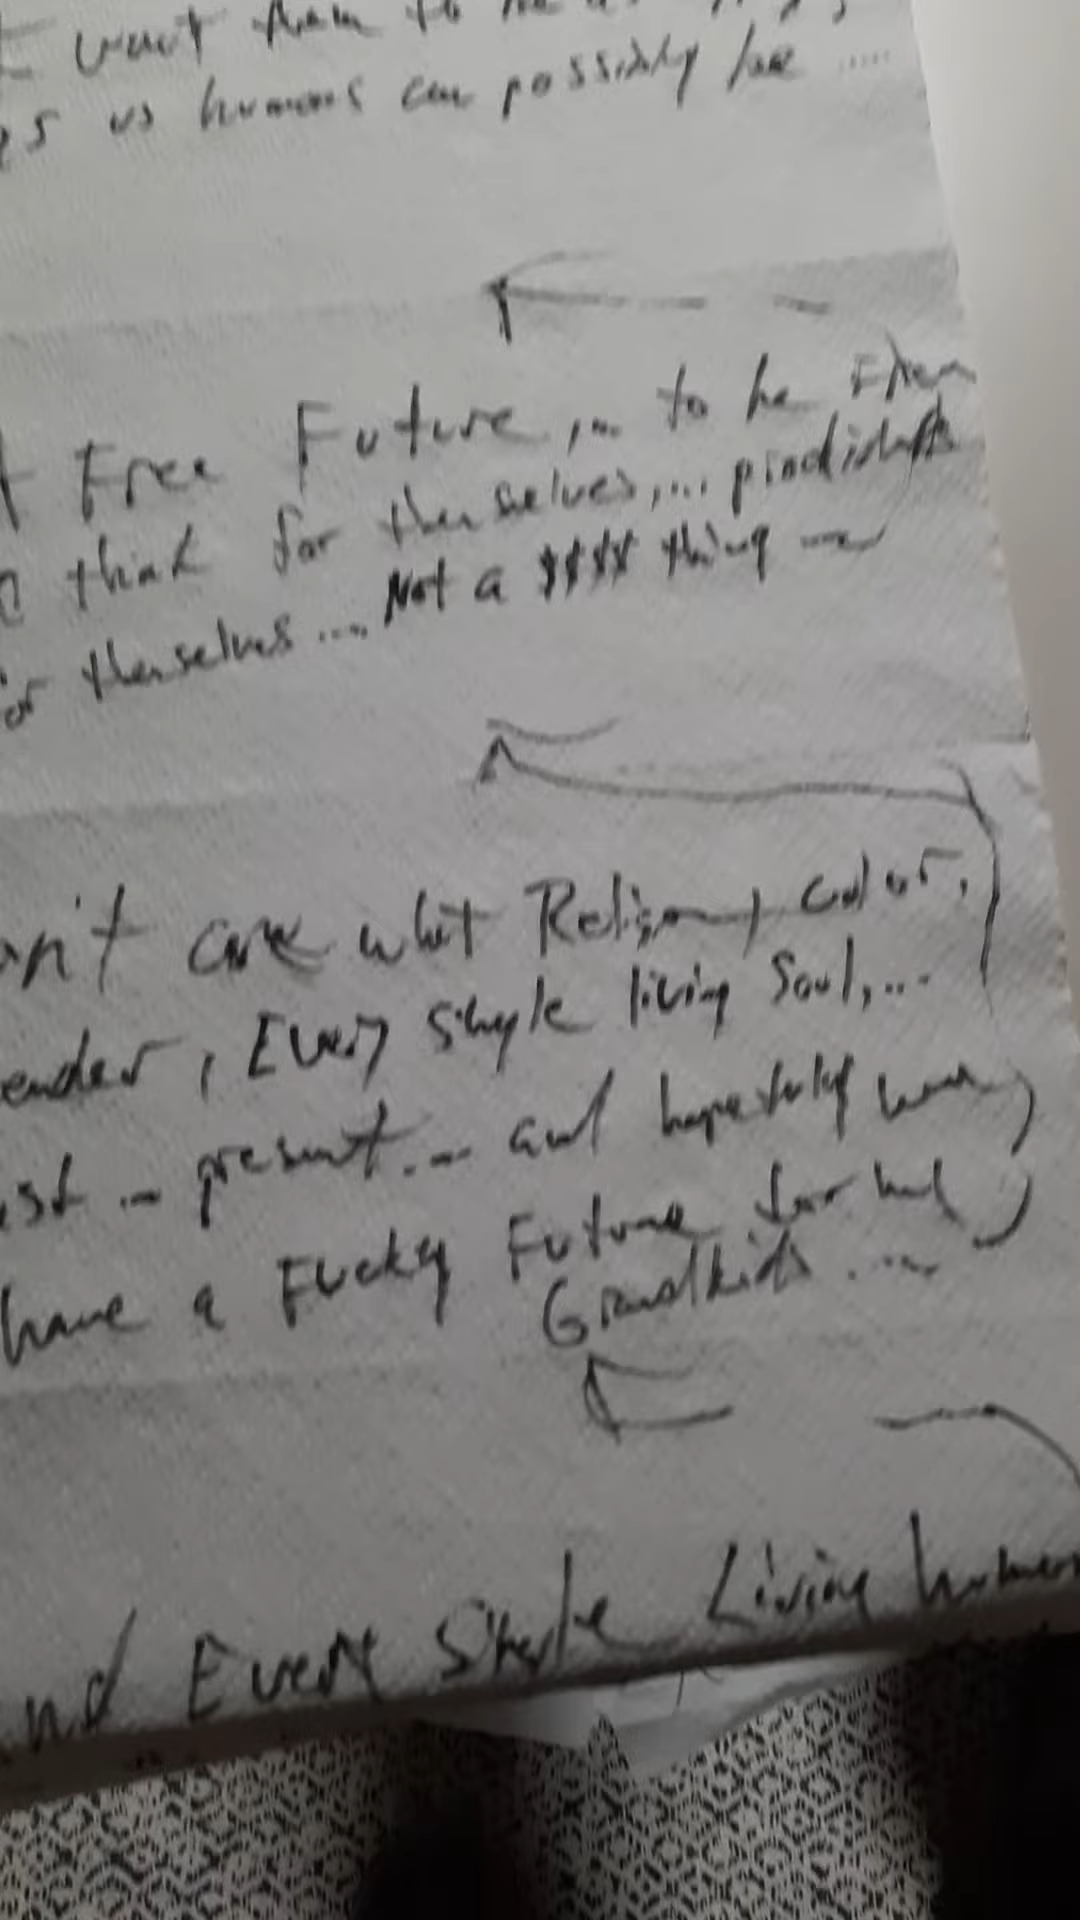 want them to
us humans can possibly be .....
Free Future,... to be
think for themselves,...
themselves .... Not a $$$$ thing
n't care what Religion, color,
ender, Every single living Soul,...
st ... present... and hopefully
have a Future for
Grandkids ....
nd Every Single Living human